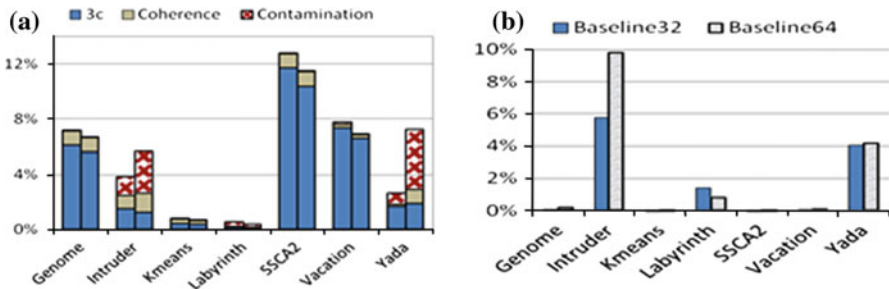 (a)
3c Coherence Contamination
12%
8%
4%
0%
Genome
Intruder
Kmeans
Labyrinth
SSCA2
Vacation
Yada
(b)
Baseline32 Baseline64
10%
8%
6%
4%
2%
0%
Genome
Intruder
Kmeans
Labyrinth
SSCA2
Vacation
Yada